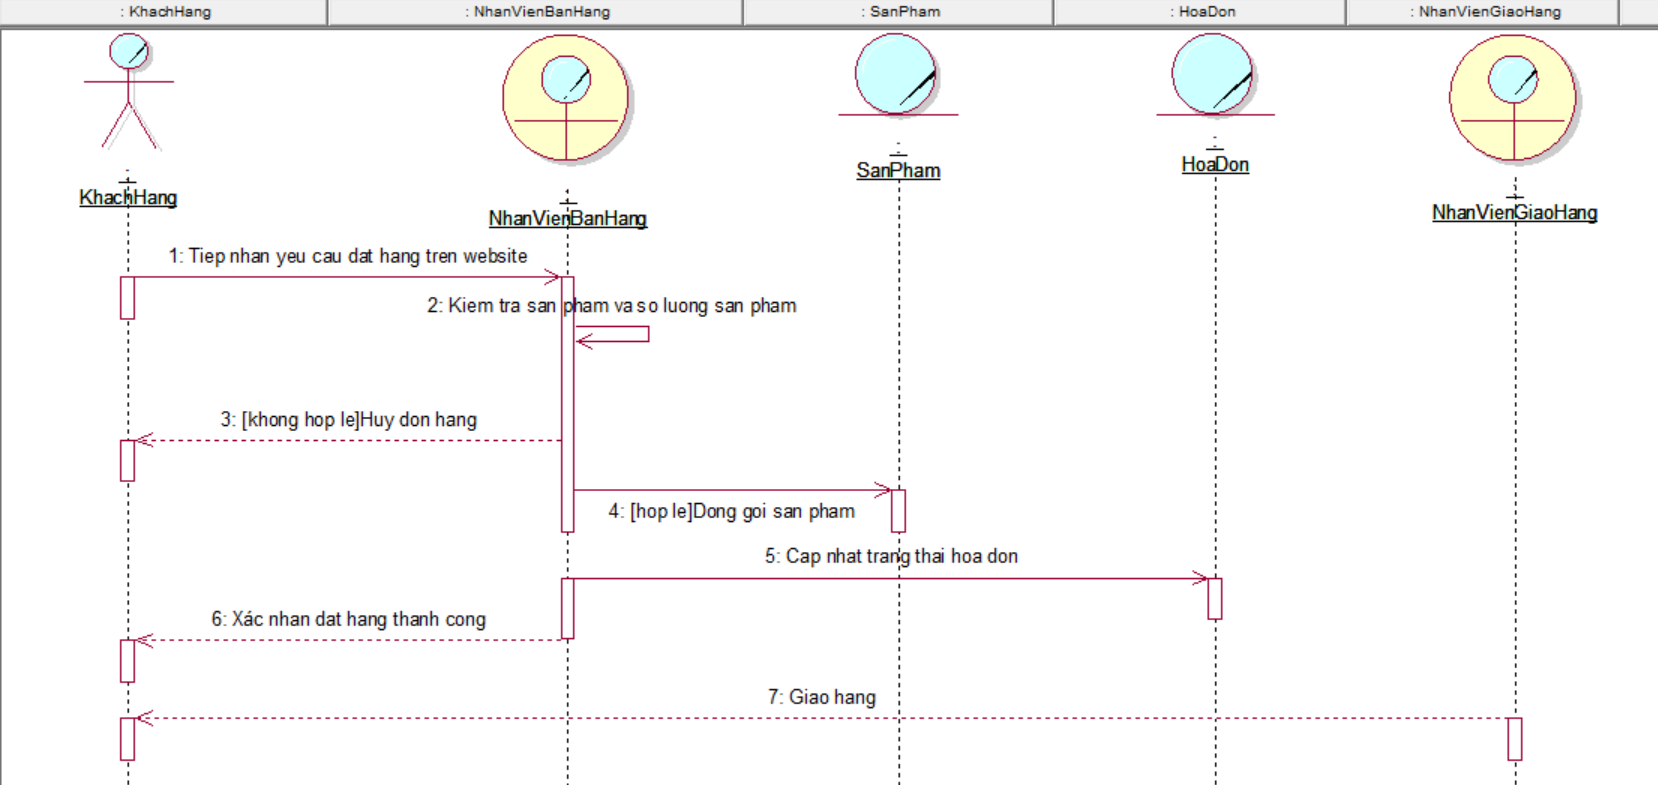 : KhachHang
: NhanVienBanHang
: SanPham
: HoaDon
: NhanVienGiaoHang
:
KhachHang
:
NhanVienBanHang
:
SanPham
:
HoaDon
:
NhanVienGiaoHang
1: Tiep nhan yeu cau dat hang tren website
2: Kiem tra san pham va so luong san pham
3: [khong hop le]Huy don hang
4: [hop le]Dong goi san pham
5: Cap nhat trang thai hoa don
6: Xác nhan dat hang thanh cong
7: Giao hang